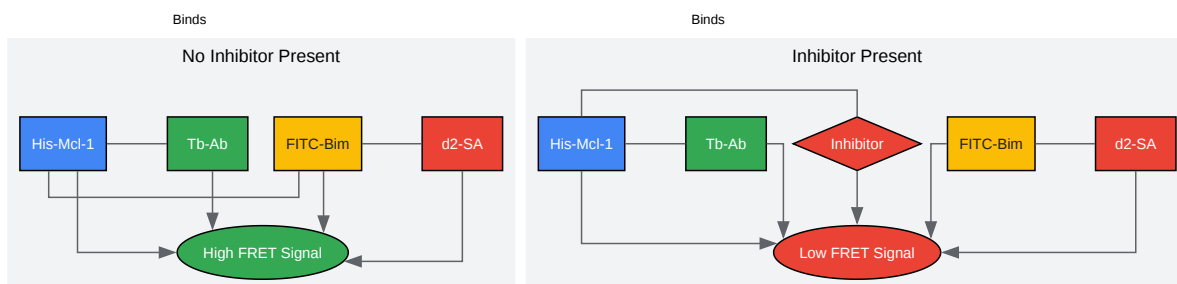 Binds
Binds
No Inhibitor Present
Inhibitor Present
His-Mcl-1
Tb-Ab
FITC-Bim
d2-SA
His-Mcl-1
Tb-Ab
Inhibitor
FITC-Bim
d2-SA
High FRET Signal
Low FRET Signal